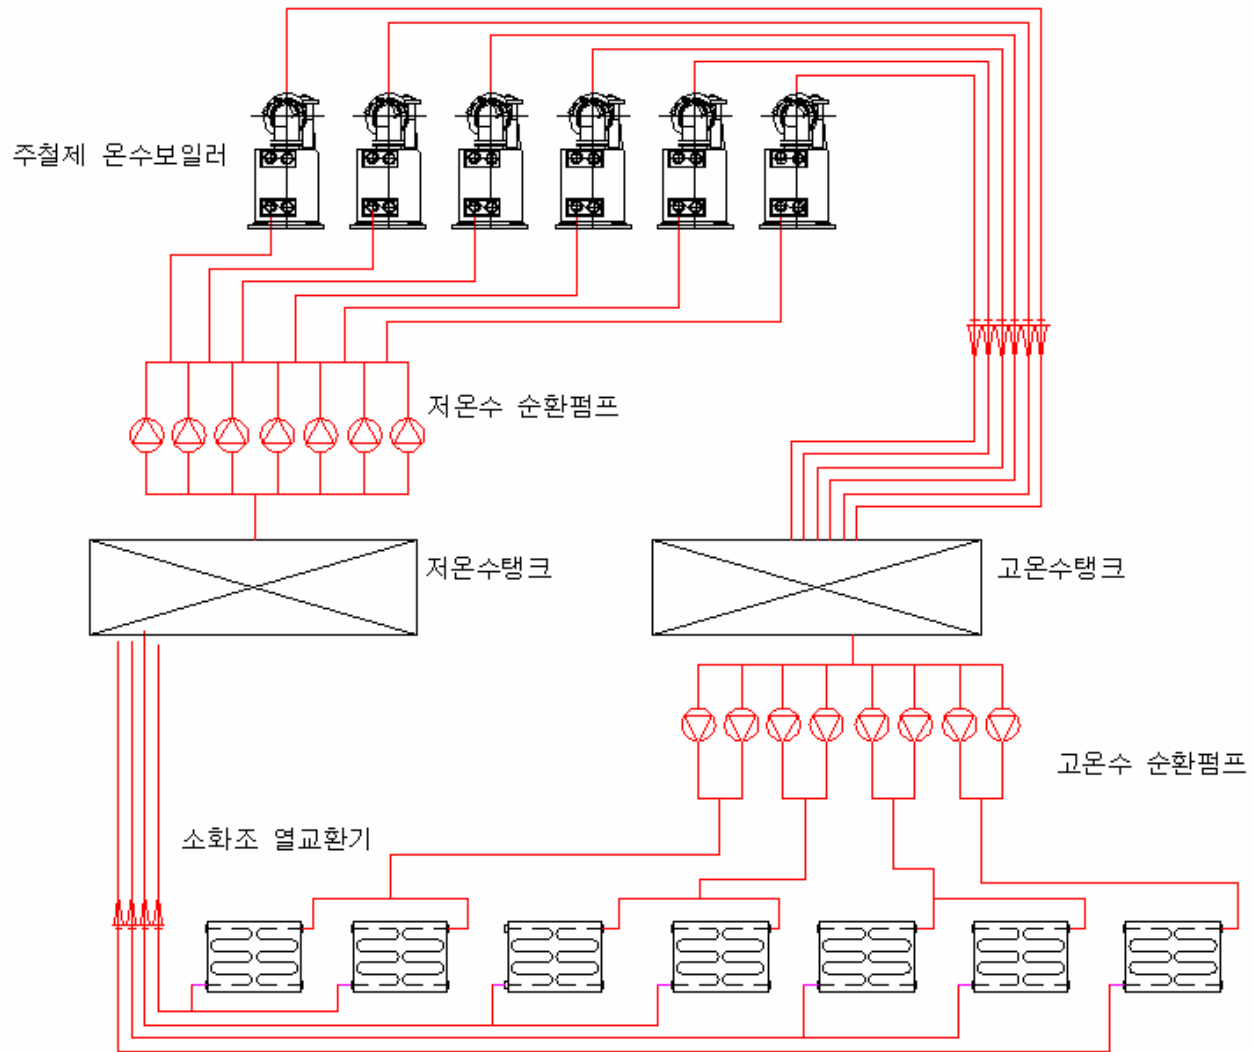 주철제 온수보일러
저온수 순환펌프
저온수탱크
고온수탱크
고온수 순환펌프
소화조 열교환기